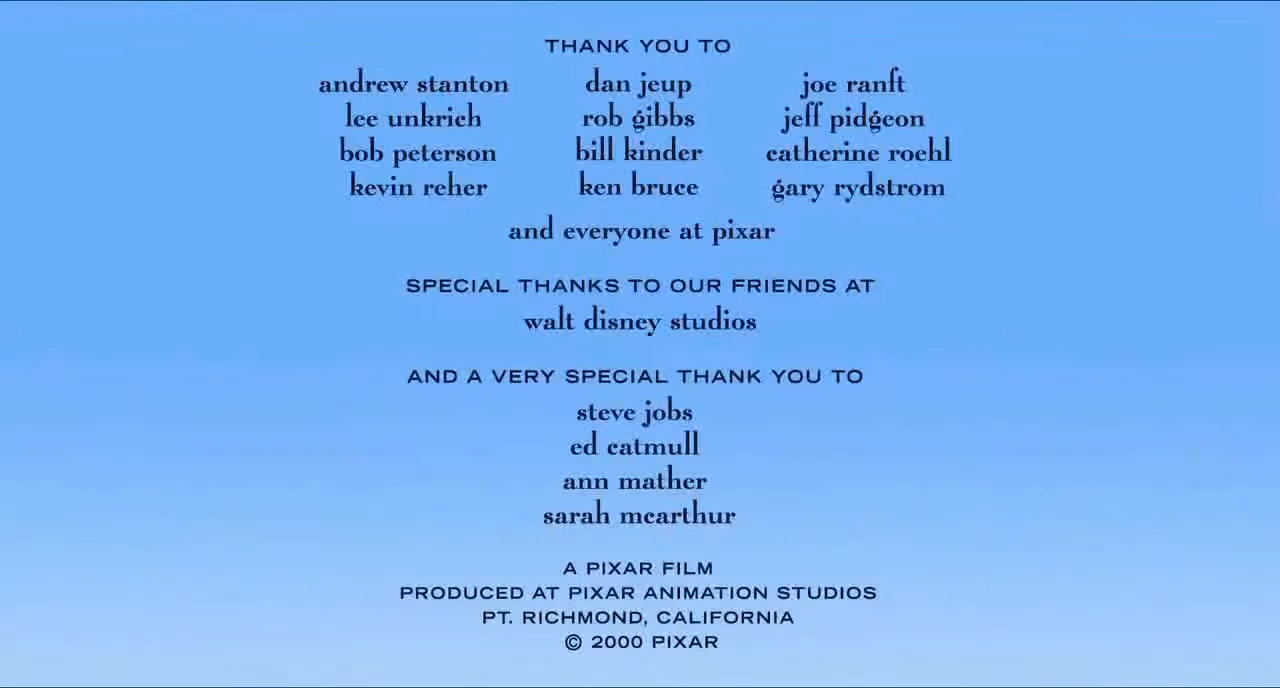 THANK YOU TO
andrew stanton dan jeup joe ranft
lee unkrich rob gibbs jeff pidgeon
bob peterson bill kinder catherine roehl
kevin reher ken bruce gary rydstrom
and everyone at pixar
SPECIAL THANKS TO OUR FRIENDS AT
walt disney studios
AND A VERY SPECIAL THANK YOU TO
steve jobs
ed catmull
ann mather
sarah mcarthur
A PIXAR FILM
PRODUCED AT PIXAR ANIMATION STUDIOS
PT. RICHMOND, CALIFORNIA
© 2000 PIXAR